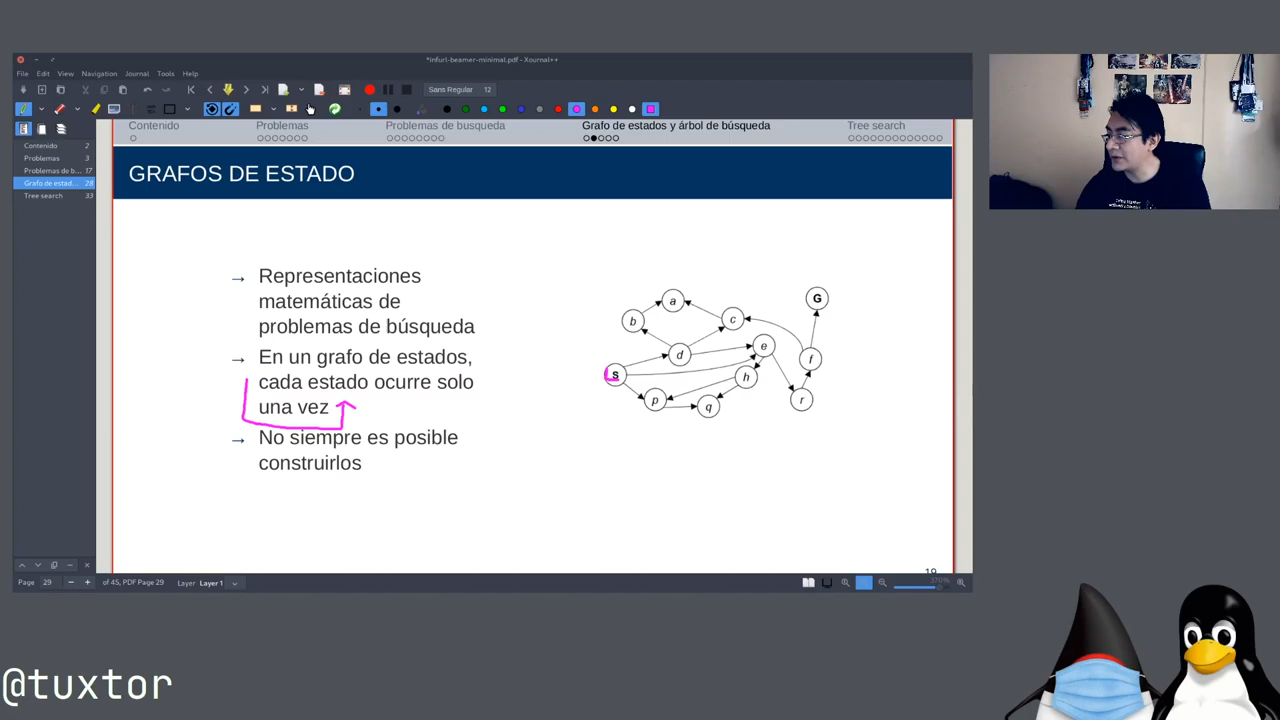 *infurl-beamer-minimal.pdf - Xournal++
File Edit View Navigation Journal Tools Help
Sans Regular 12
Contenido 2
Problemas 3
Problemas de b... 17
Grafo de estad... 28
Tree search 33
Contenido Problemas Problemas de busqueda Grafo de estados y árbol de búsqueda Tree search
GRAFOS DE ESTADO
→ Representaciones
matemáticas de
problemas de búsqueda
→ En un grafo de estados,
cada estado ocurre solo
una vez
→ No siempre es posible
construirlos
a
G
b
c
e
d
f
S
h
p
q
r
19
Page 29 of 45, PDF Page 29 Layer Layer 1
370%
@tuxtor